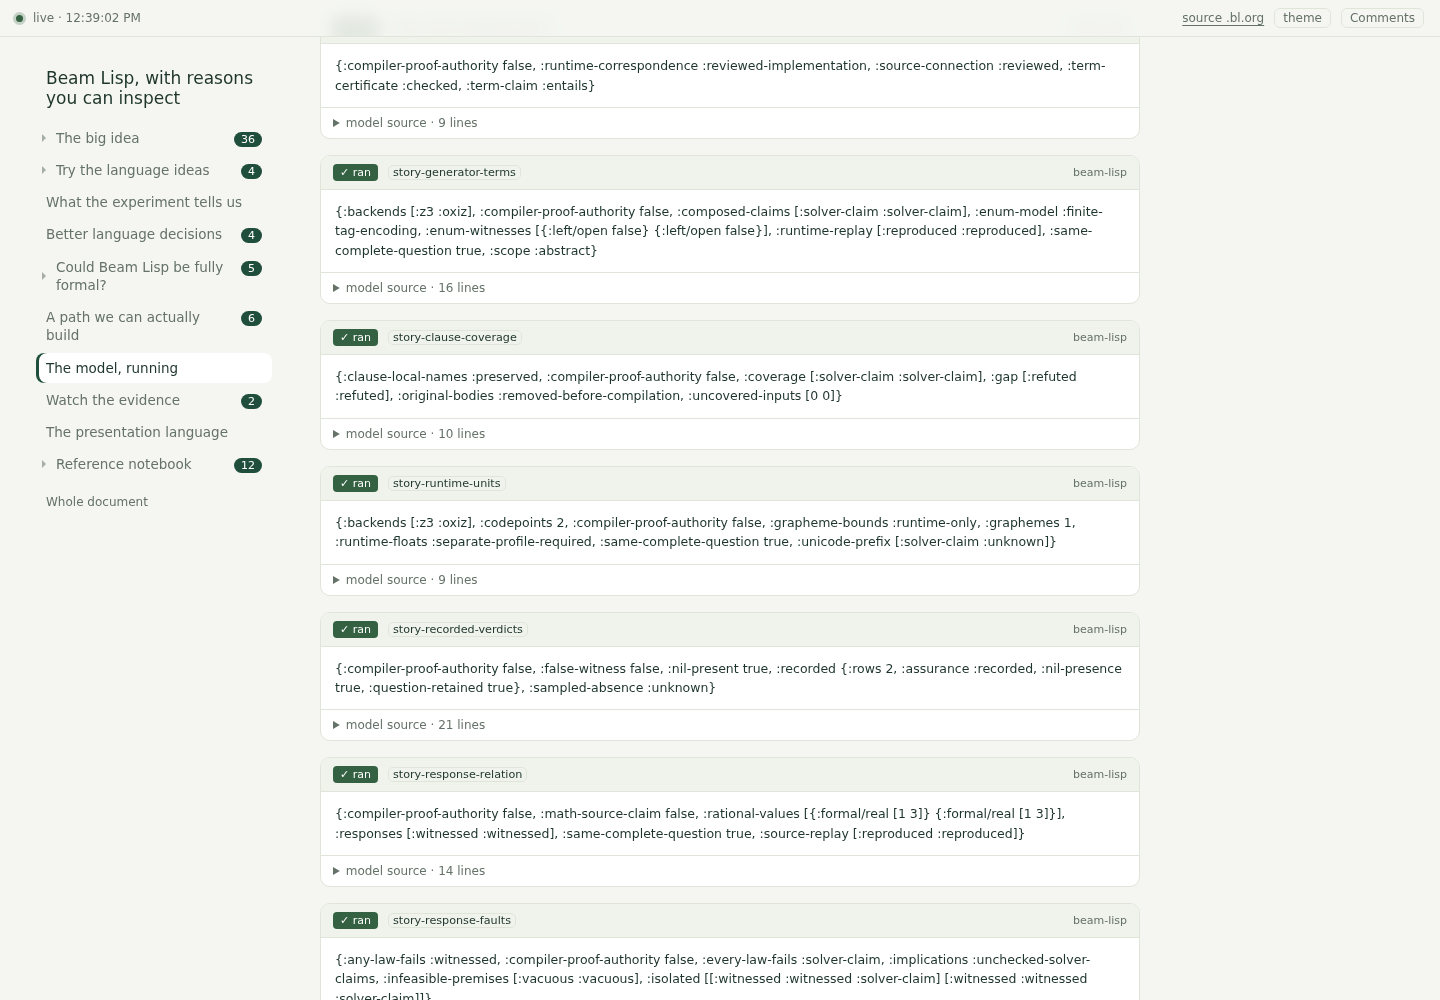 live · 12:39:02 PM
source .bl.org
theme
Comments
Beam Lisp, with reasons
you can inspect
The big idea
36
Try the language ideas
4
What the experiment tells us
Better language decisions
4
Could Beam Lisp be fully
formal?
5
A path we can actually
build
6
The model, running
Watch the evidence
2
The presentation language
Reference notebook
12
Whole document
{:compiler-proof-authority false, :runtime-correspondence :reviewed-implementation, :source-connection :reviewed, :term-
certificate :checked, :term-claim :entails}
model source · 9 lines
✓ ran
story-generator-terms
beam-lisp
{:backends [:z3 :oxiz], :compiler-proof-authority false, :composed-claims [:solver-claim :solver-claim], :enum-model :finite-
tag-encoding, :enum-witnesses [{:left/open false} {:left/open false}], :runtime-replay [:reproduced :reproduced], :same-
complete-question true, :scope :abstract}
model source · 16 lines
✓ ran
story-clause-coverage
beam-lisp
{:clause-local-names :preserved, :compiler-proof-authority false, :coverage [:solver-claim :solver-claim], :gap [:refuted
:refuted], :original-bodies :removed-before-compilation, :uncovered-inputs [0 0]}
model source · 10 lines
✓ ran
story-runtime-units
beam-lisp
{:backends [:z3 :oxiz], :codepoints 2, :compiler-proof-authority false, :grapheme-bounds :runtime-only, :graphemes 1,
:runtime-floats :separate-profile-required, :same-complete-question true, :unicode-prefix [:solver-claim :unknown]}
model source · 9 lines
✓ ran
story-recorded-verdicts
beam-lisp
{:compiler-proof-authority false, :false-witness false, :nil-present true, :recorded {:rows 2, :assurance :recorded, :nil-presence
true, :question-retained true}, :sampled-absence :unknown}
model source · 21 lines
✓ ran
story-response-relation
beam-lisp
{:compiler-proof-authority false, :math-source-claim false, :rational-values [{:formal/real [1 3]} {:formal/real [1 3]}],
:responses [:witnessed :witnessed], :same-complete-question true, :source-replay [:reproduced :reproduced]}
model source · 14 lines
✓ ran
story-response-faults
beam-lisp
{:any-law-fails :witnessed, :compiler-proof-authority false, :every-law-fails :solver-claim, :implications :unchecked-solver-
claims, :infeasible-premises [:vacuous :vacuous], :isolated [[:witnessed :witnessed :solver-claim] [:witnessed :witnessed
:solver-claim]]}